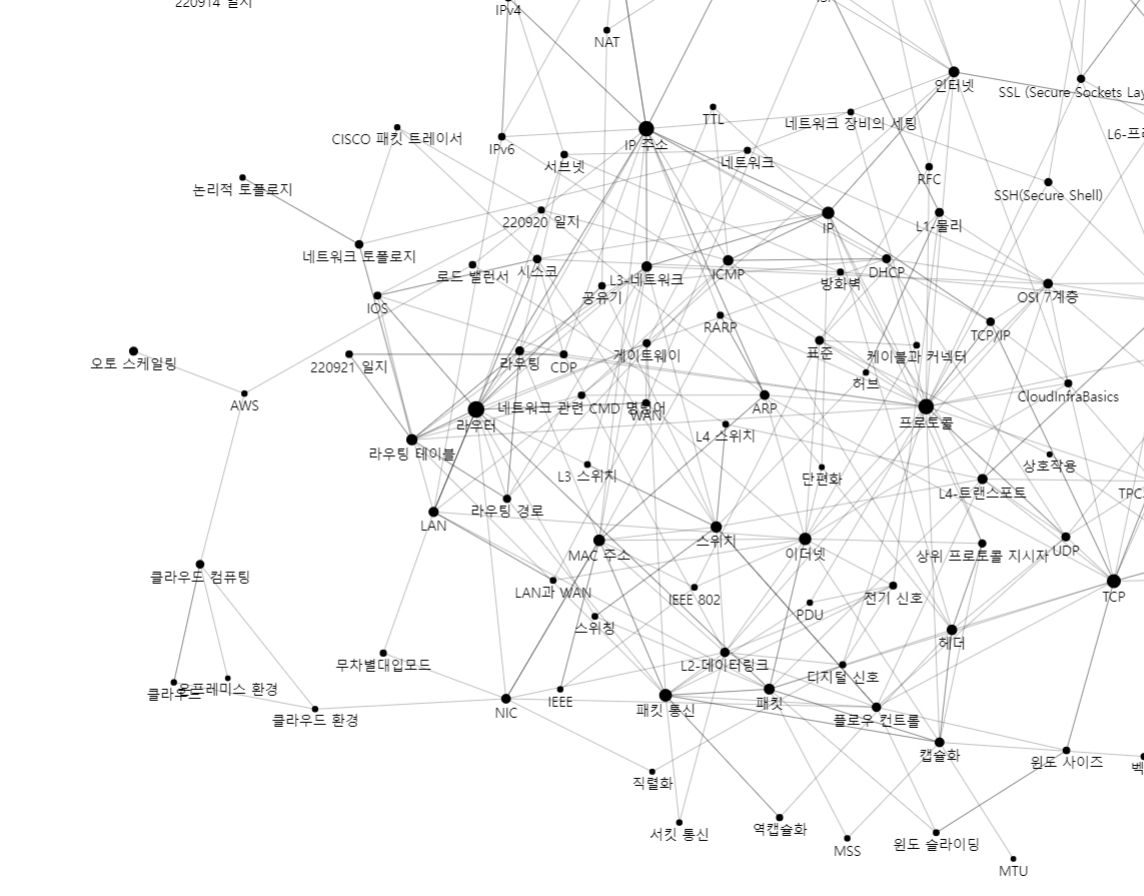 220914 일지
IPv4
NAT
인터넷
SSL (Secure Sockets Lay
TTL
네트워크 장비의 세팅
CISCO 패킷 트레이서
IPv6
IP 주소
서브넷
네트워크
RFC
논리적 토폴로지
SSH(Secure Shell)
220920 일지
IP
L1-물리
네트워크 토폴로지
로드 밸런서
시스코
L3-네트워크
ICMP
방화벽
DHCP
공유기
OSI 7계층
IOS
RARP
TCP/IP
오토 스케일링
220921 일지
라우팅
CDP
게이트웨이
표준
케이블과 커넥터
허브
AWS
CloudInfraBasics
네트워크 관련 CMD 명령어
WAN
ARP
라우터
프로토콜
L4 스위치
라우팅 테이블
상호작용
L3 스위치
단편화
L4-트랜스포트
TPC
라우팅 경로
LAN
스위치
MAC 주소
이더넷
상위 프로토콜 지시자
UDP
클라우드 컴퓨팅
LAN과 WAN
IEEE 802
전기 신호
TCP
PDU
스위칭
헤더
무차별대입모드
L2-데이터링크
디지털 신호
클라우드
온프레미스 환경
클라우드 환경
NIC
IEEE
패킷 통신
패킷
플로우 컨트롤
캡슐화
윈도 사이즈
직렬화
서킷 통신
역캡슐화
MSS
윈도 슬라이딩
MTU